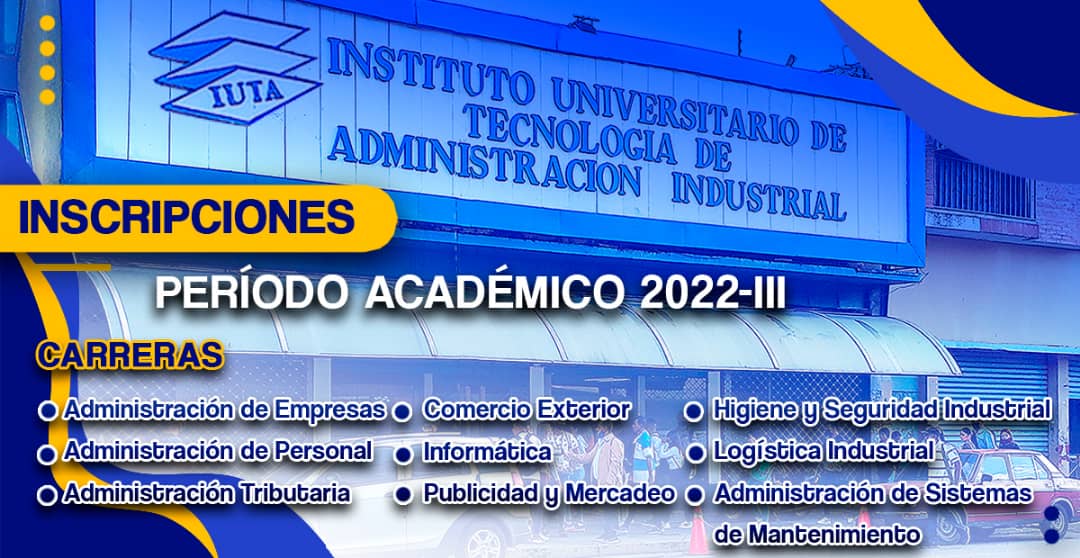 IUTA
INSTITUTO UNIVERSITARIO DE
TECNOLOGIA DE
ADMINISTRACION INDUSTRIAL
INSCRIPCIONES
PERÍODO ACADÉMICO 2022-III
CARRERAS
Administración de Empresas
Administración de Personal
Administración Tributaria
Comercio Exterior
Informática
Publicidad y Mercadeo
Higiene y Seguridad Industrial
Logística Industrial
Administración de Sistemas
de Mantenimiento